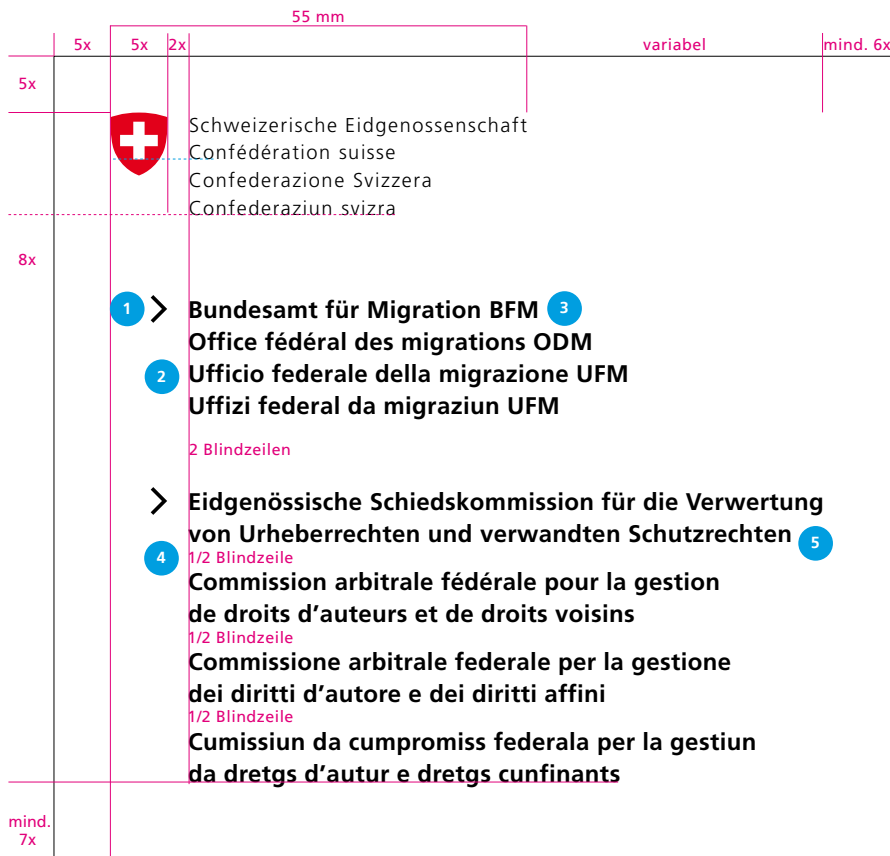 55 mm
5x 5x 2x variabel mind. 6x
5x
Schweizerische Eidgenossenschaft
Confédération suisse
Confederazione Svizzera
Confederaziun svizra
8x
1 Bundesamt für Migration BFM 3
Office fédéral des migrations ODM
2 Ufficio federale della migrazione UFM
Uffizi federal da migraziun UFM
2 Blindzeilen
Eidgenössische Schiedskommission für die Verwertung
von Urheberrechten und verwandten Schutzrechten 5
4 1/2 Blindzeile
Commission arbitrale fédérale pour la gestion
de droits d’auteurs et de droits voisins
1/2 Blindzeile
Commissione arbitrale federale per la gestione
dei diritti d’autore e dei diritti affini
1/2 Blindzeile
Cumissiun da cumpromiss federala per la gestiun
da dretgs d’autur e dretgs cunfinants
mind.
7x